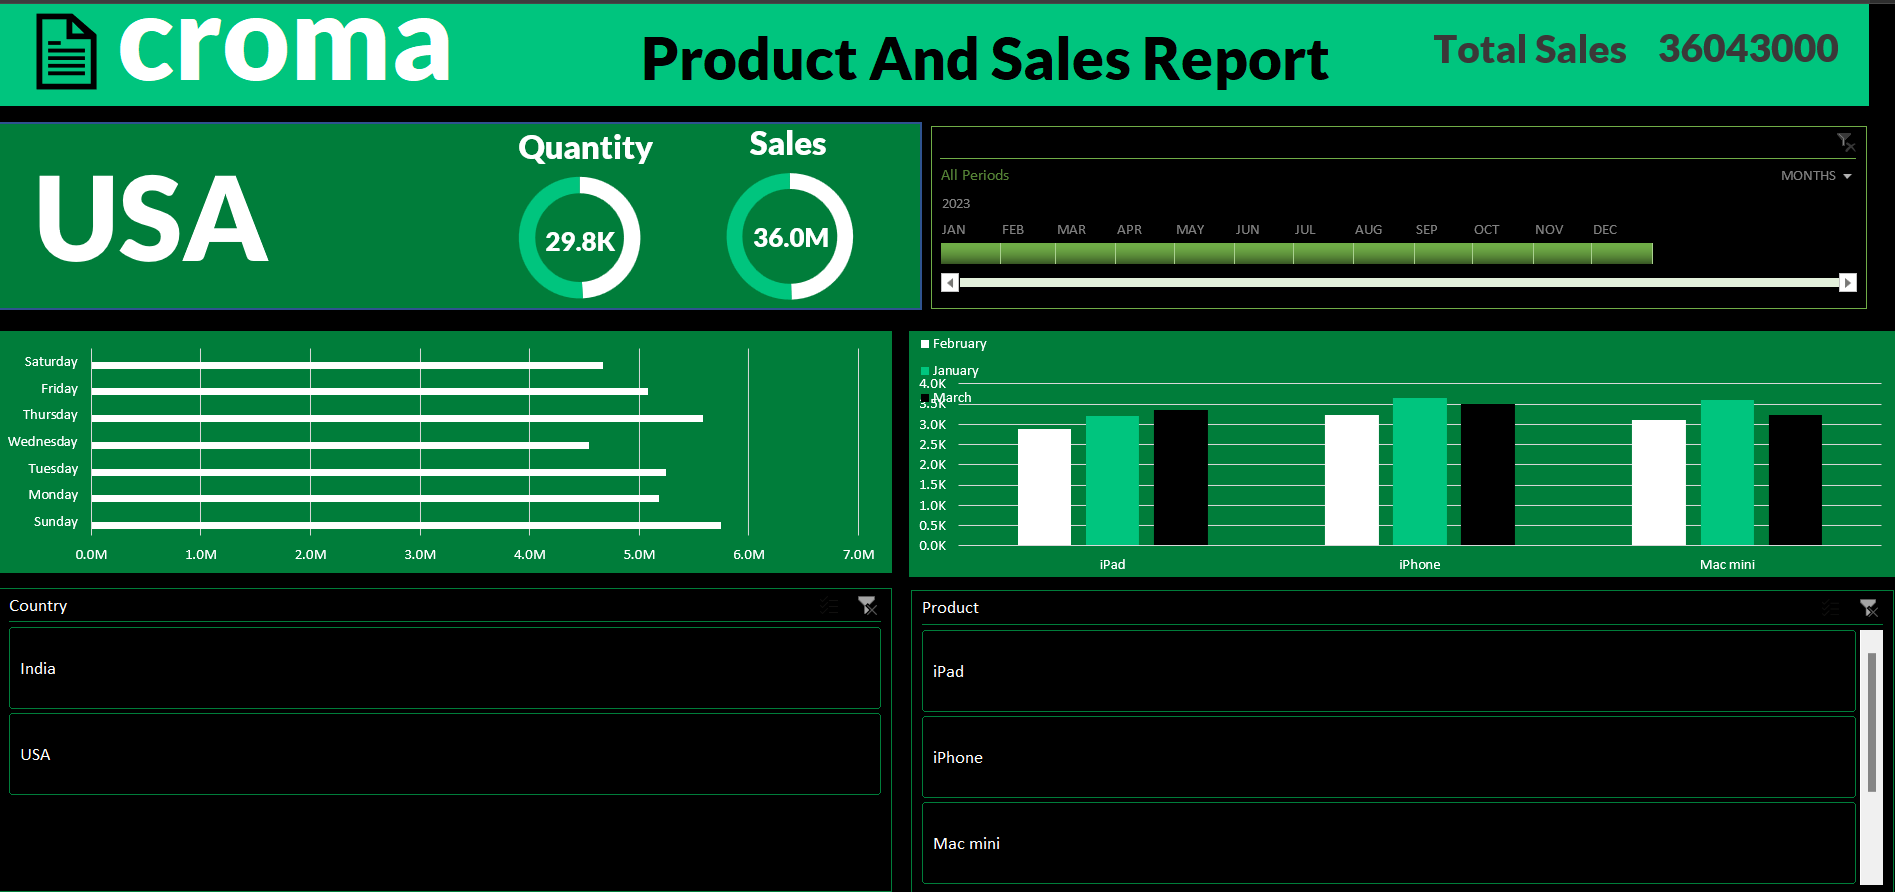 croma
Product And Sales Report
Total Sales 36043000
USA
Quantity
29.8K
Sales
36.0M
All Periods
MONTHS
2023
JAN FEB MAR APR MAY JUN JUL AUG SEP OCT NOV DEC
Saturday
Friday
Thursday
Wednesday
Tuesday
Monday
Sunday
0.0M 1.0M 2.0M 3.0M 4.0M 5.0M 6.0M 7.0M
February
January
March
4.0K
3.5K
3.0K
2.5K
2.0K
1.5K
1.0K
0.5K
0.0K
iPad iPhone Mac mini
Country
India
USA
Product
iPad
iPhone
Mac mini